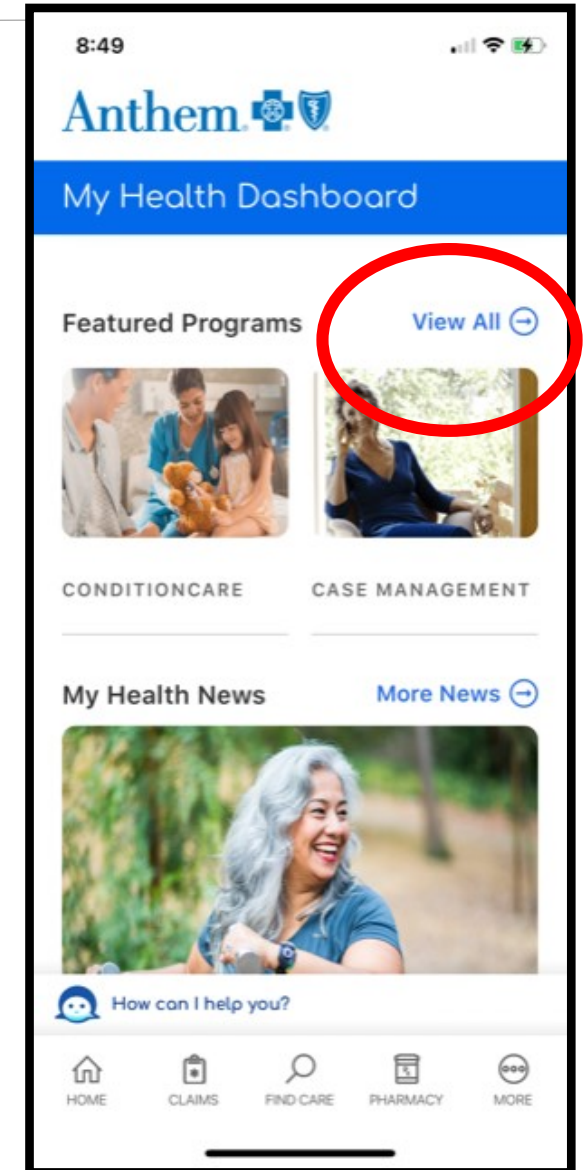 8:49
Anthem
My Health Dashboard
Featured Programs View All
CONDITIONCARE CASE MANAGEMENT
My Health News More News
How can I help you?
HOME CLAIMS FIND CARE PHARMACY MORE